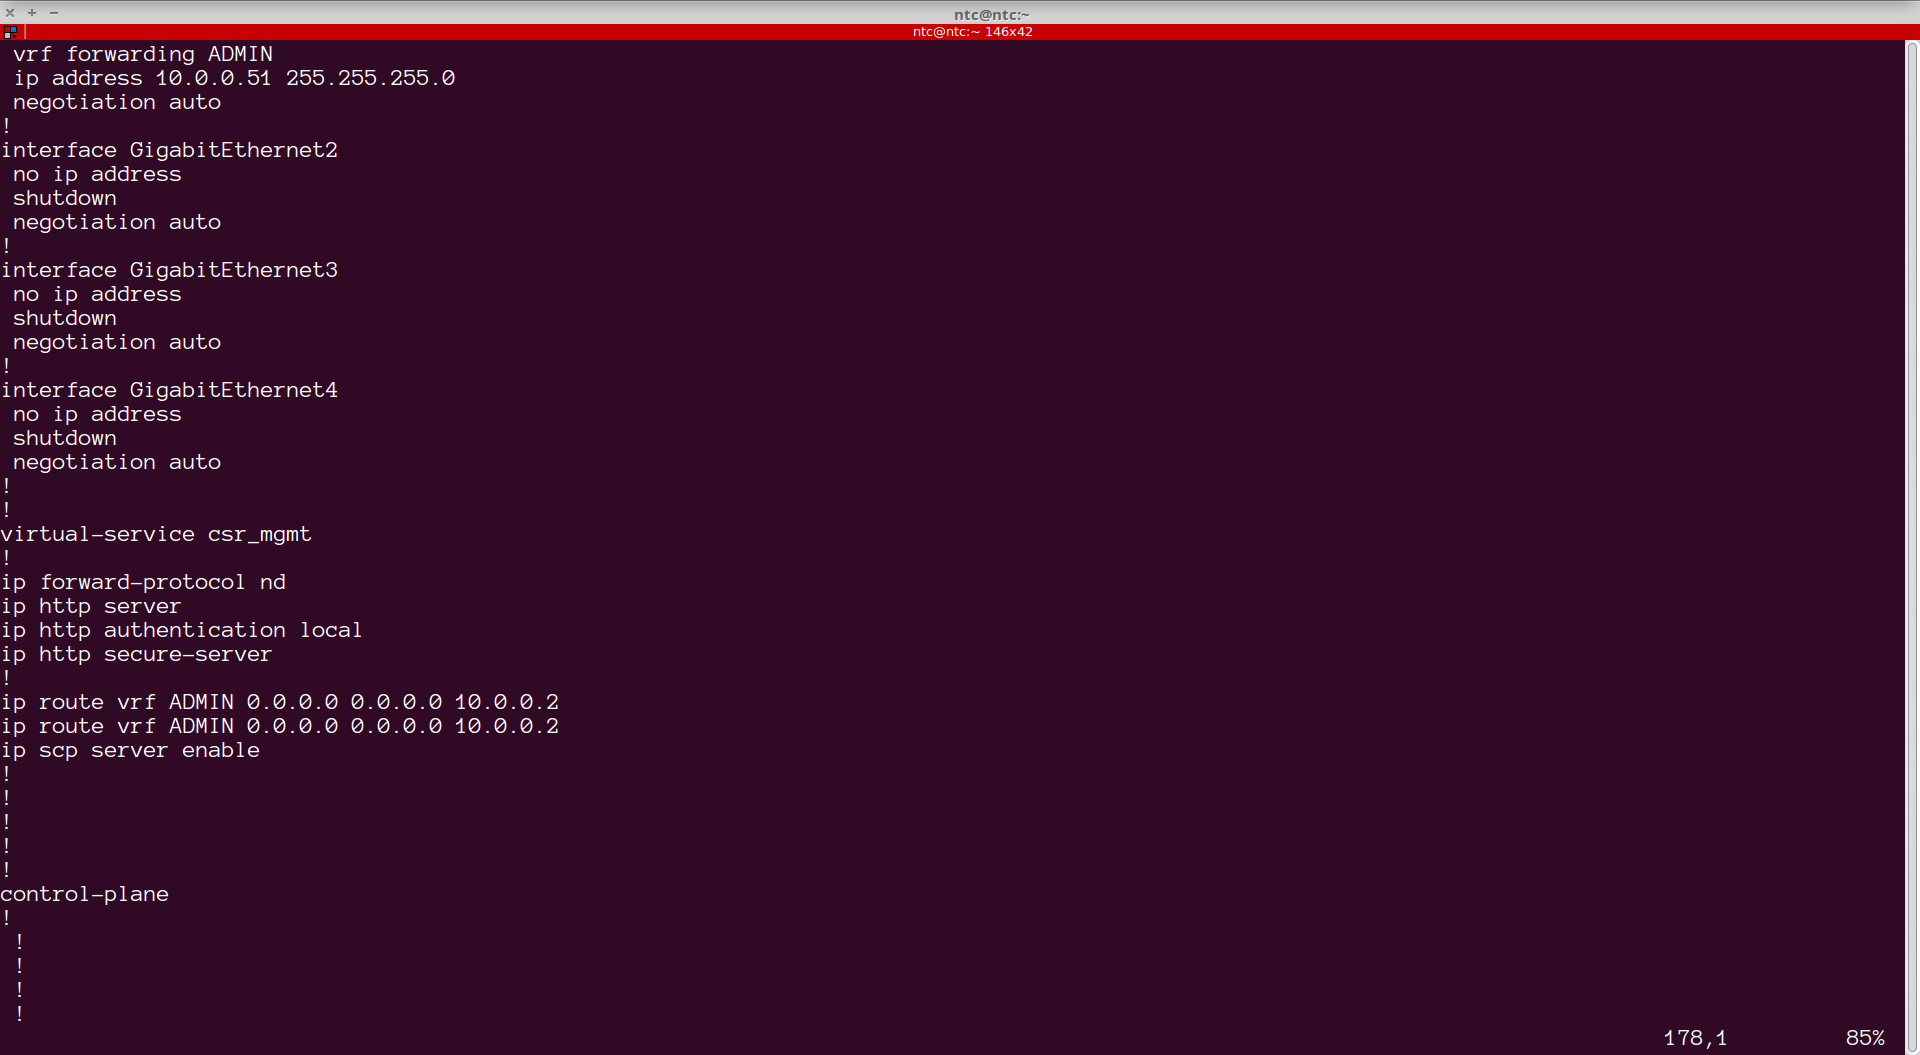 ntc@ntc:~
ntc@ntc:~ 146x42
 vrf forwarding ADMIN
 ip address 10.0.0.51 255.255.255.0
 negotiation auto
!
interface GigabitEthernet2
 no ip address
 shutdown
 negotiation auto
!
interface GigabitEthernet3
 no ip address
 shutdown
 negotiation auto
!
interface GigabitEthernet4
 no ip address
 shutdown
 negotiation auto
!
!
virtual-service csr_mgmt
!
ip forward-protocol nd
ip http server
ip http authentication local
ip http secure-server
!
ip route vrf ADMIN 0.0.0.0 0.0.0.0 10.0.0.2
ip route vrf ADMIN 0.0.0.0 0.0.0.0 10.0.0.2
ip scp server enable
!
!
!
!
!
control-plane
!
 !
 !
 !
 !
178,1 85%